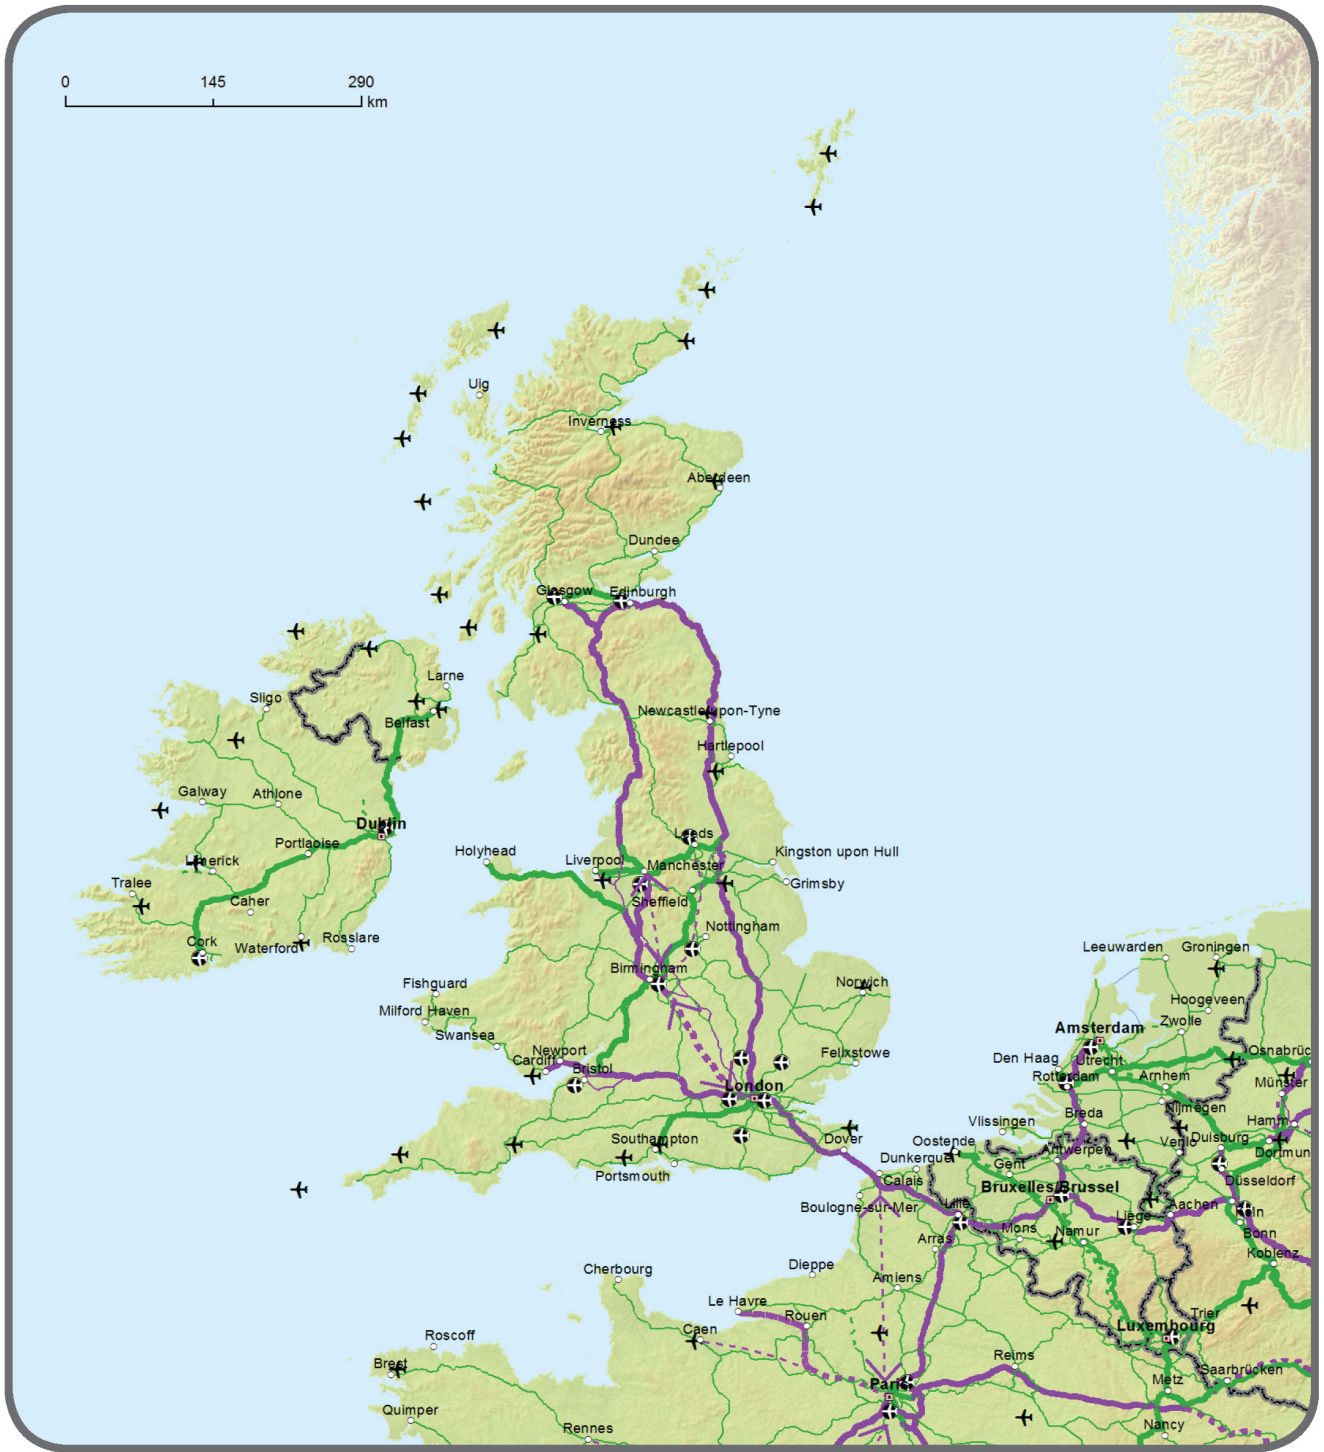 0 145 290
km
Uig
Inverness
Aberdeen
Dundee
Glasgow Edinburgh
Larne
Sligo
Belfast
Newcastle-upon-Tyne
Hartlepool
Galway Athlone
Dublin
Leeds
Portlaoise
Holyhead
Liverpool
Manchester
Kingston upon Hull
Limerick
Tralee
Grimsby
Caher
Sheffield
Nottingham
Cork
Waterford
Rosslare
Leeuwarden Groningen
Birmingham
Fishguard
Norwich
Milford Haven
Hoogeveen
Zwolle
Amsterdam
Swansea
Newport
Cardiff
Felixstowe
Den Haag Utrecht
Osnabrüc
Bristol
Rotterdam Arnhem
Münster
London
Breda
Nijmegen
Vlissingen
Hamm
Southampton
Dover
Oostende
Antwerpen
Venlo
Duisburg
Dortmun
Dunkerque
Gent
Portsmouth
Calais
Bruxelles/Brussel
Düsseldorf
Boulogne-sur-Mer
Lille
Liège
Aachen
Köln
Arras
Mons
Namur
Bonn
Koblenz
Dieppe
Cherbourg
Amiens
Le Havre
Rouen
Trier
Caen
Luxembourg
Roscoff
Brest
Reims
Saarbrücken
Paris
Metz
Quimper
Rennes
Nancy